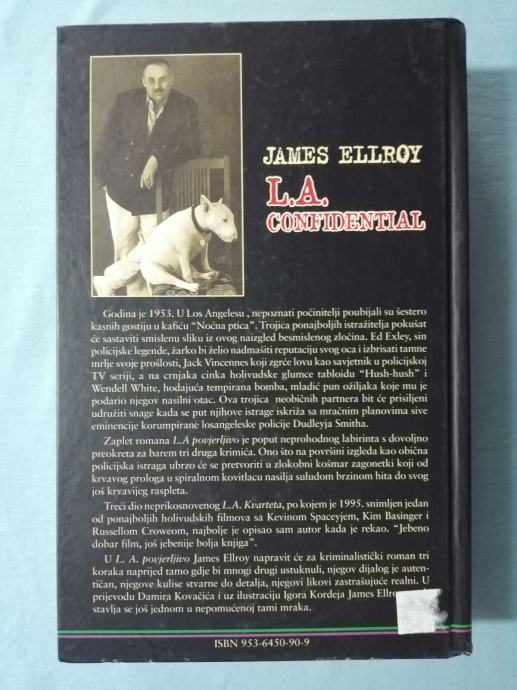 JAMES ELLROY
L.A.
CONFIDENTIAL
Godina je 1953. U Los Angelesu , nepoznati počinitelji poubijali su šestero
kasnih gostiju u kafiću “Noćna ptica”. Trojica ponajboljih istražitelja pokušat
će sastaviti smislenu sliku iz ovog naizgled besmislenog zločina. Ed Exley, sin
policijske legende, žarko bi želio nadmašiti reputaciju svog oca i izbrisati tamne
mrlje svoje prošlosti, Jack Vincennes koji zgrće lovu kao savjetnik u policijskoj
TV seriji, a na crnjaka cinka holivudske glumce tabloidu “Hush-hush” i
Wendell White, hodajuća tempirana bomba, mladić pun ožiljaka koje mu je
podario njegov nasilni otac. Ova trojica neobičnih partnera bit će prisiljeni
udružiti snage kada se put njihove istrage iskriža sa mračnim planovima sive
eminencije korumpirane losangeleske policije Dudleyja Smitha.
Zaplet romana L.A povjerljivo je poput neprohodnog labirinta s dovoljno
preokreta za barem tri druga krimića. Ono što na površini izgleda kao obična
policijska istraga ubrzo će se pretvoriti u zlokobni košmar zagonetki koji od
krvavog prologa u spiralnom kovitlacu nasilja suludom brzinom hita do svog
još krvavijeg raspleta.
Treći dio neprikosnovenog L.A. Kvarteta, po kojem je 1995. snimljen jedan
od ponajboljih holivudskih filmova sa Kevinom Spaceyjem, Kim Basinger i
Russellom Croweom, najbolje je opisao sam autor kada je rekao. “Jebeno
dobar film, još jebenije bolja knjiga”.
U L. A. povjerljivo James Ellroy napravit će za kriminalistički roman tri
koraka naprijed tamo gdje bi mnogi drugi ustuknuli, njegov dijalog je auten-
tičan, njegove kulise stvarne do detalja, njegovi likovi zastrašujuće realni. U
prijevodu Damira Kovačića i uz ilustraciju Igora Kordeja James
stavlja se još jednom u nepomućenoj tami mraka.
ISBN 953-6450-90-9